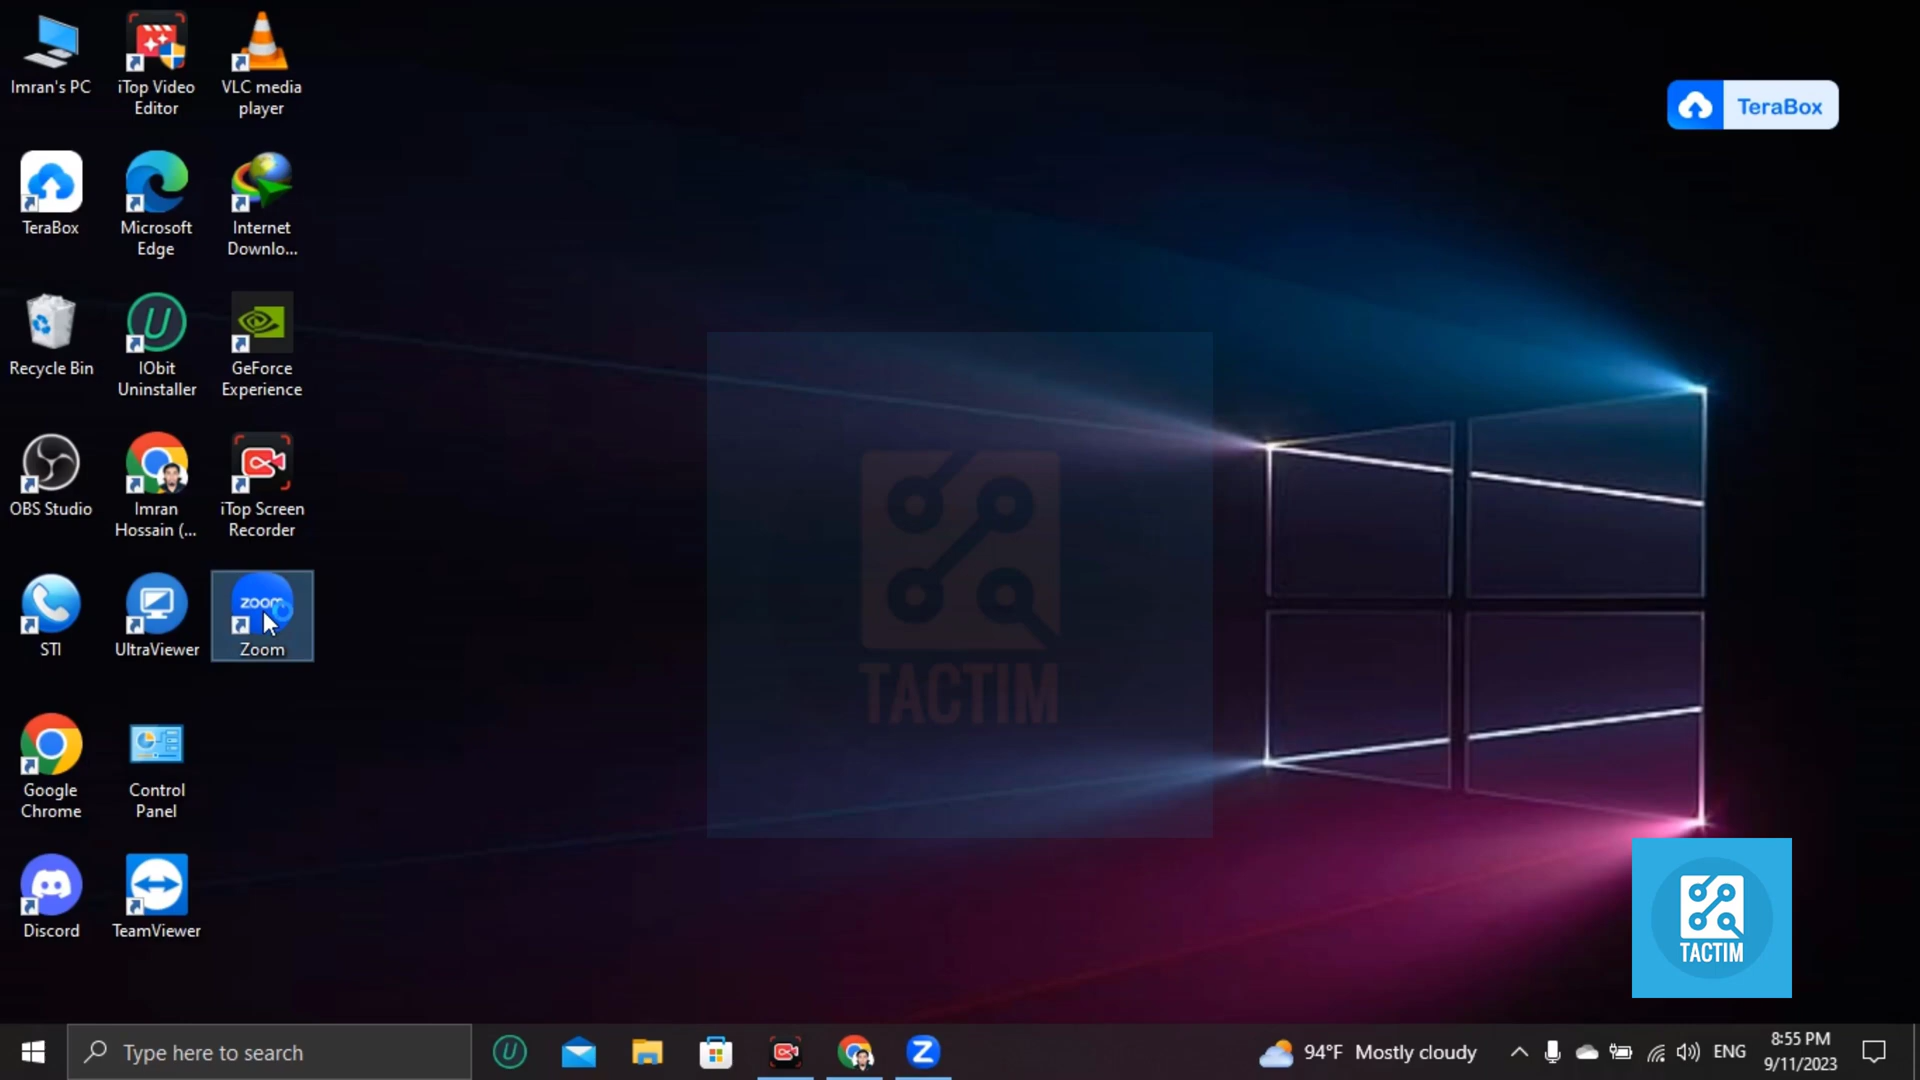 Imran's PC
iTop Video
Editor
VLC media
player
TeraBox
TeraBox
Microsoft
Edge
Internet
Downlo...
Recycle Bin
IObit
Uninstaller
GeForce
Experience
OBS Studio
Imran
Hossain (...
iTop Screen
Recorder
STI
UltraViewer
zoom
Zoom
TACTIM
Google
Chrome
Control
Panel
Discord
TeamViewer
TACTIM
Type here to search
94°F Mostly cloudy
ENG
8:55 PM
9/11/2023